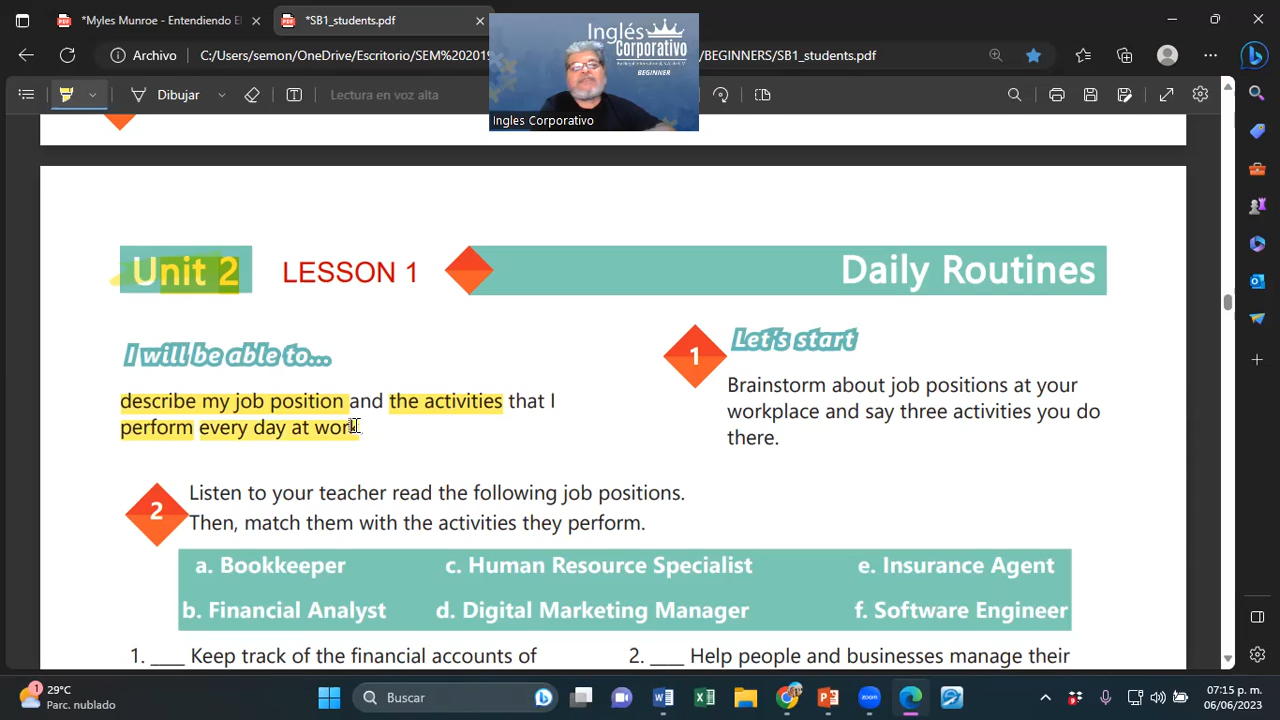 *Myles Munroe - Entendiendo El
*SB1_students.pdf
Archivo
C:/Users/semon/OneDrive/Escritorio/SEM%202019
/BEGINNERS/SB1_students.pdf
Dibujar
Lectura en voz alta
Inglés
Corporativo
BEGINNER
Ingles Corporativo
Unit 2
LESSON 1
Daily Routines
I will be able to...
describe my job position and the activities that I
perform every day at work
1
Let's start
Brainstorm about job positions at your
workplace and say three activities you do
there.
2
Listen to your teacher read the following job positions.
Then, match them with the activities they perform.
a. Bookkeeper
c. Human Resource Specialist
e. Insurance Agent
b. Financial Analyst
d. Digital Marketing Manager
f. Software Engineer
1. ____ Keep track of the financial accounts of
2. ____ Help people and businesses manage their
1
29°C
Parc. nublado
Buscar
07:15 p. m.
06/06/2023